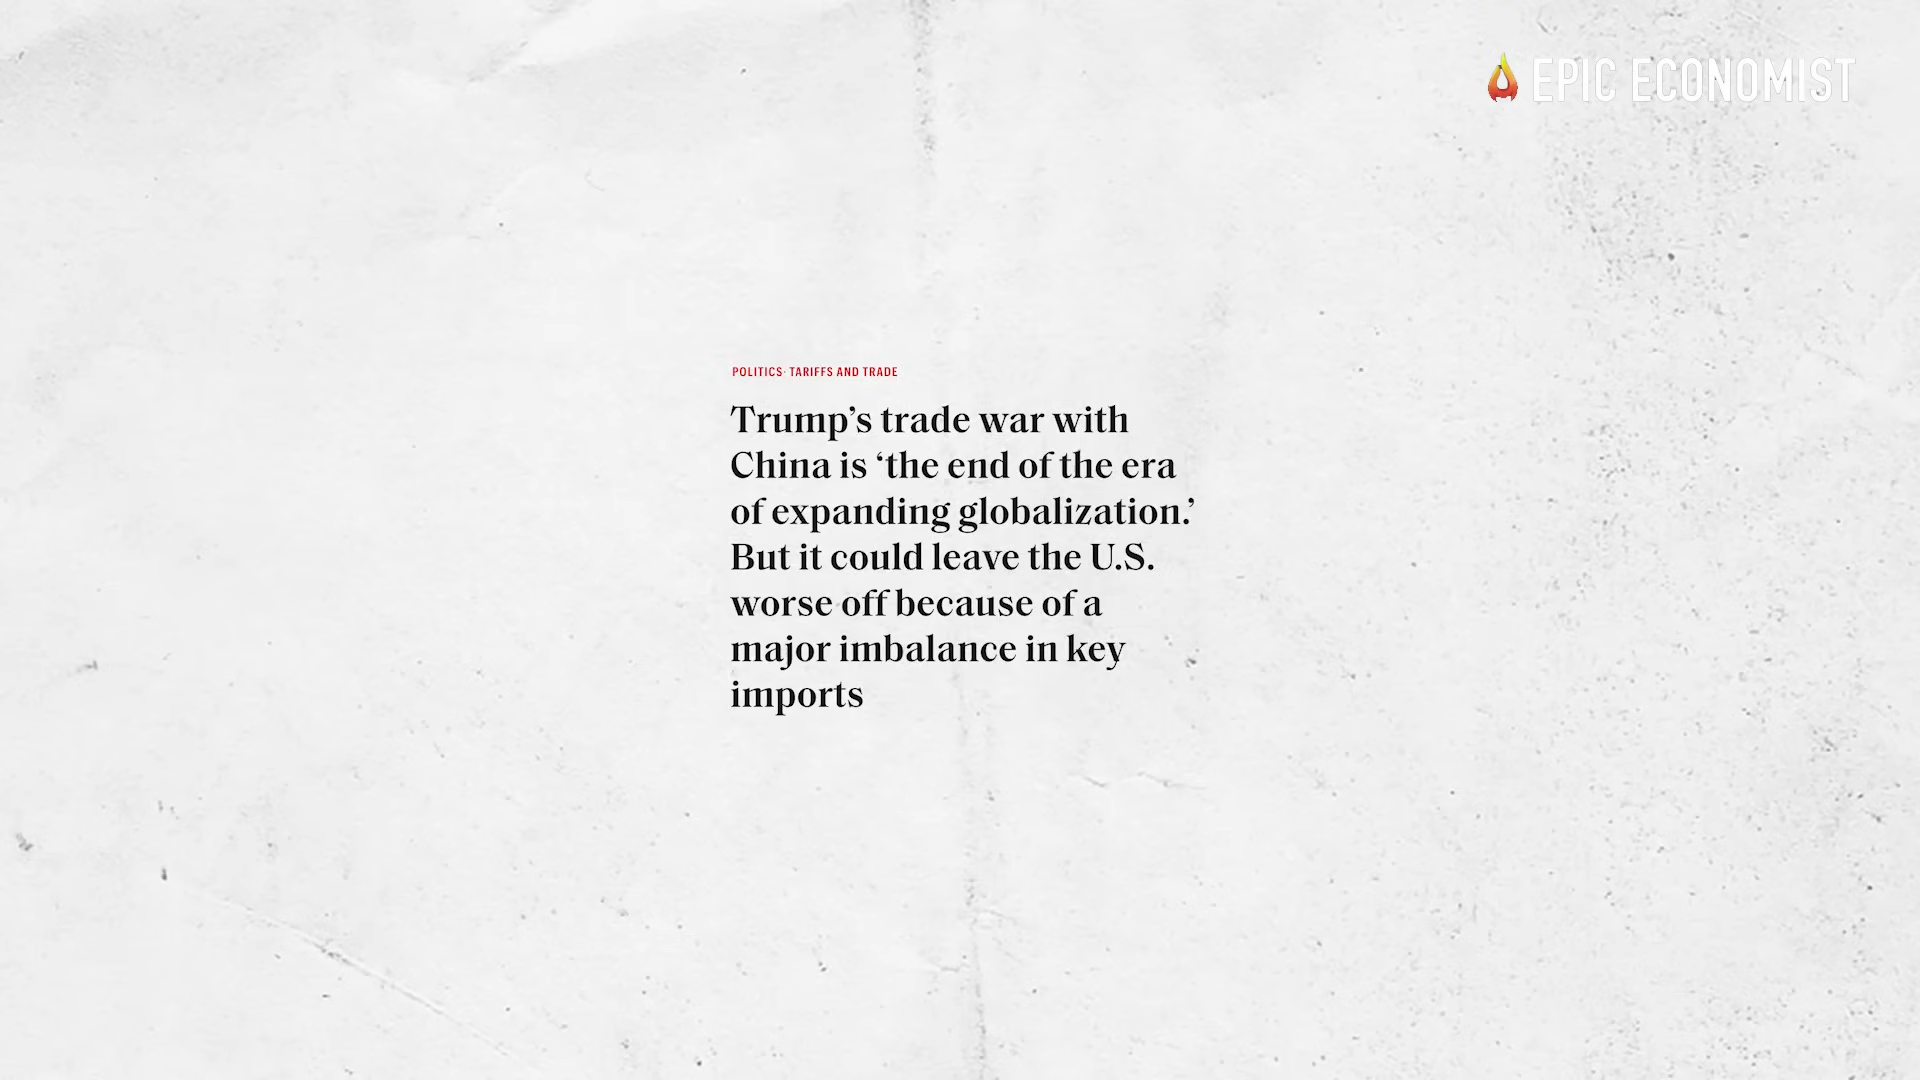 EPIC ECONOMIST
POLITICS· TARIFFS AND TRADE
Trump’s trade war with
China is ‘the end of the era
of expanding globalization.’
But it could leave the U.S.
worse off because of a
major imbalance in key
imports